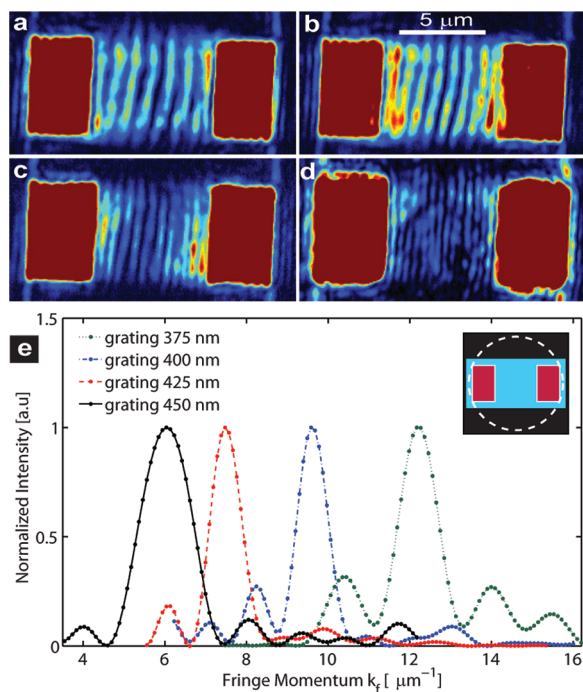 a
b
5 μm
c
d
e
1.5
1
0.5
0
grating 375 nm
grating 400 nm
grating 425 nm
grating 450 nm
Normalized Intensity [a.u]
4 6 8 10 12 14 16
Fringe Momentum kf [ μm⁻¹]